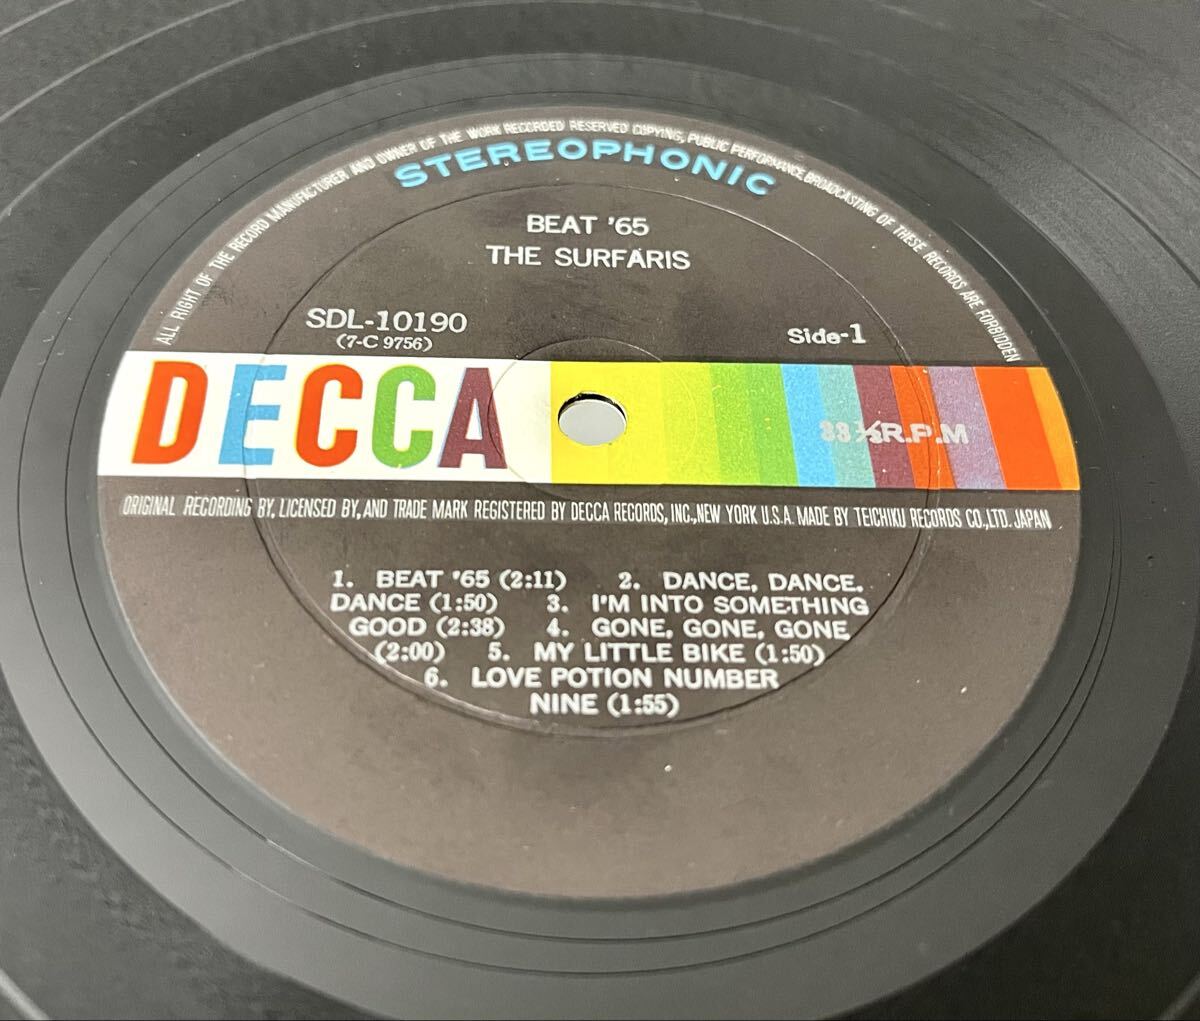 ALL RIGHT OF THE RECORD MANUFACTURER AND OWNER OF THE WORK RECORDED RESERVED COPYING, PUBLIC PERFORMANCE, BROADCASTING OF THESE RECORDS ARE FORBIDDEN
STEREOPHONIC
BEAT '65
THE SURFARIS
SDL-10190
(7-C 9756)
Side-1
DECCA
33 ⅓ R.P.M
ORIGINAL RECORDING BY, LICENSED BY, AND TRADE MARK REGISTERED BY DECCA RECORDS, INC., NEW YORK U.S.A. MADE BY TEICHIKU RECORDS CO., LTD. JAPAN
1. BEAT '65 (2:11) 2. DANCE, DANCE,
DANCE (1:50) 3. I'M INTO SOMETHING
GOOD (2:38) 4. GONE, GONE, GONE
(2:00) 5. MY LITTLE BIKE (1:50)
6. LOVE POTION NUMBER
NINE (1:55)